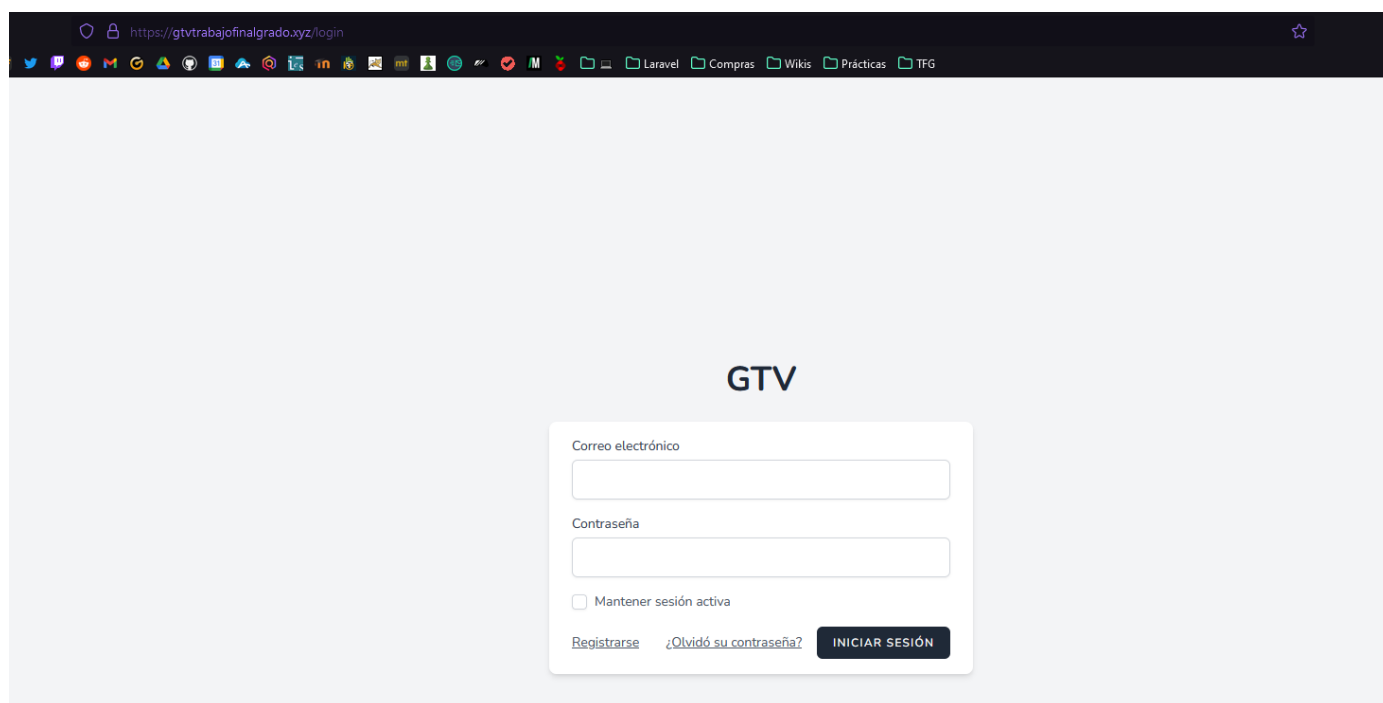 https://gtvtrabajofinalgrado.xyz/login
Laravel Compras Wikis Prácticas TFG
GTV
Correo electrónico
Contraseña
Mantener sesión activa
Registrarse ¿Olvidó su contraseña? INICIAR SESIÓN